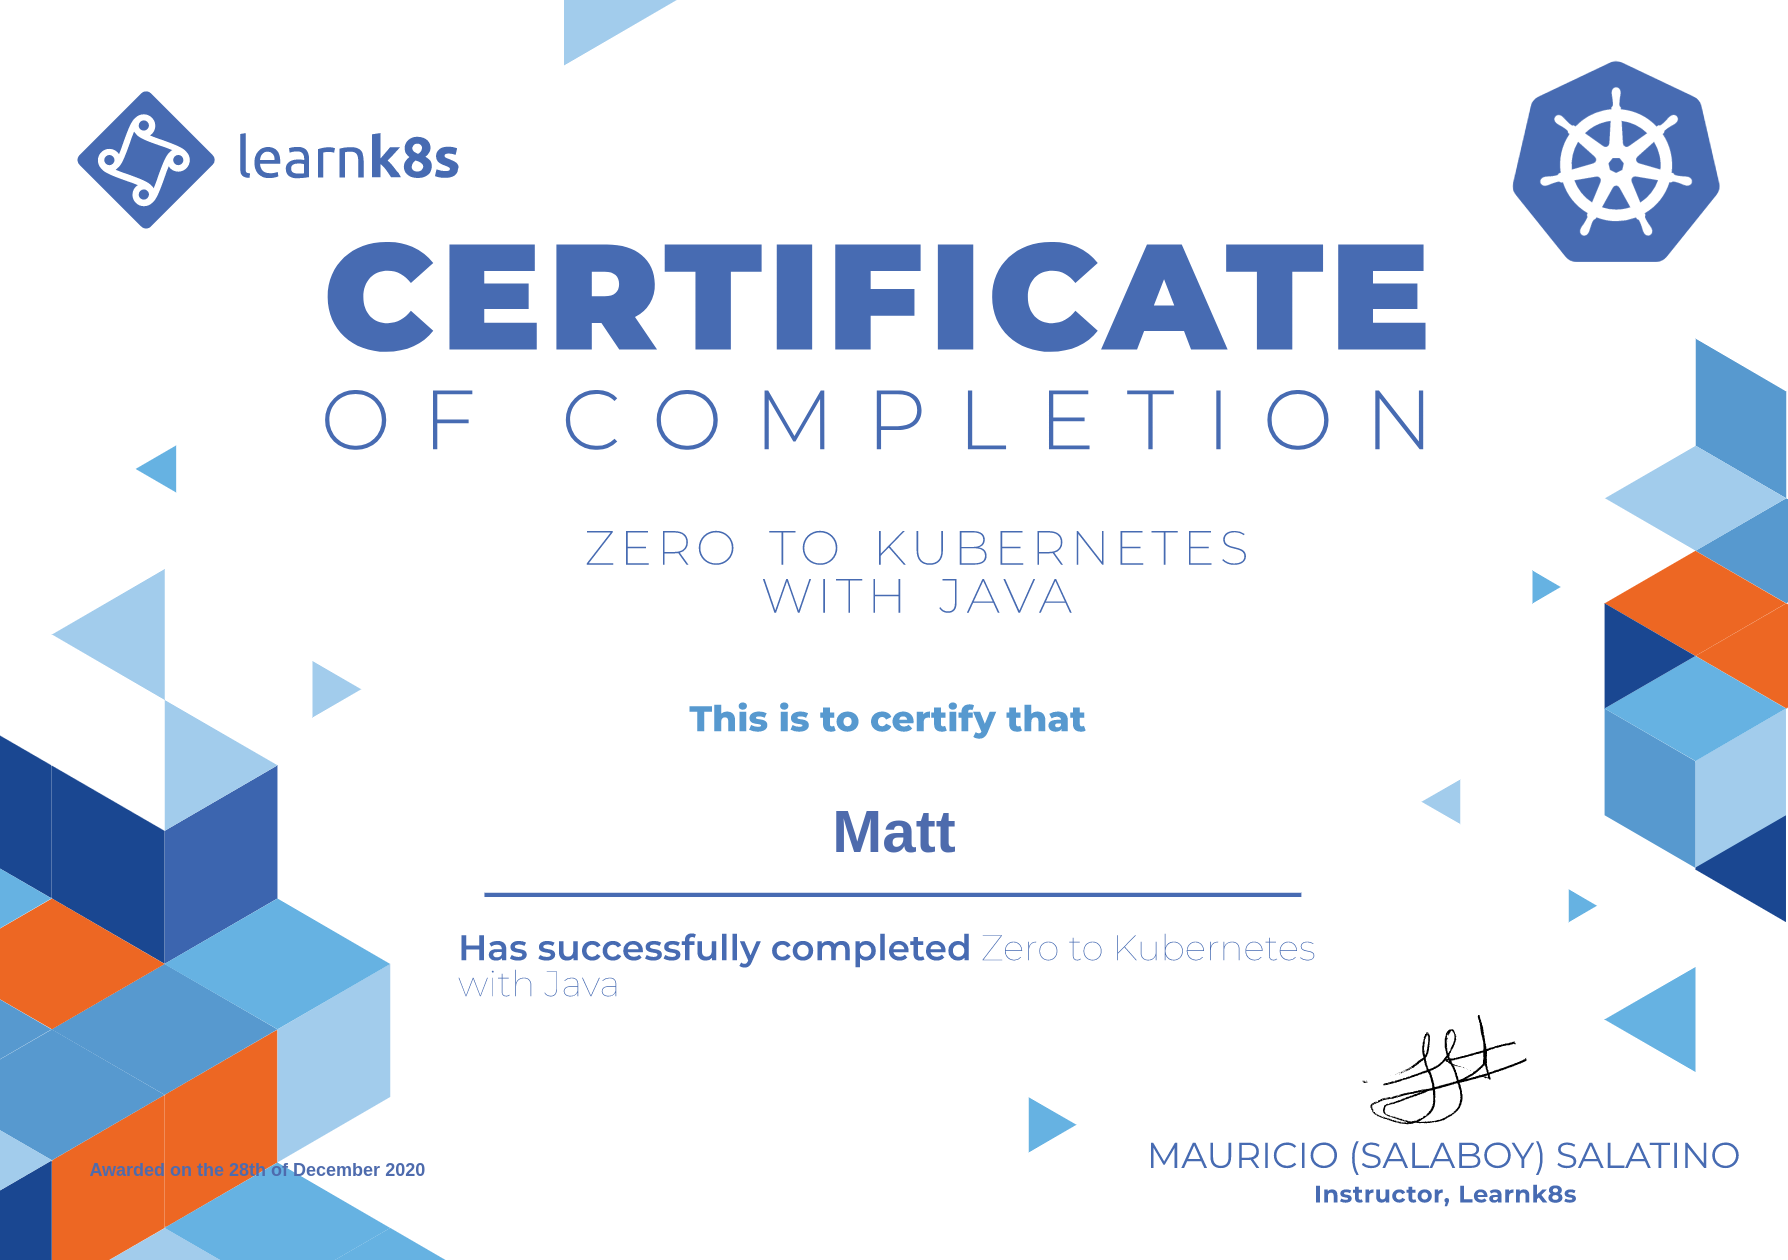 learnk8s
CERTIFICATE
OF COMPLETION
ZERO TO KUBERNETES
WITH JAVA
This is to certify that
Matt
Has successfully completed Zero to Kubernetes
with Java
MAURICIO (SALABOY) SALATINO
Instructor, Learnk8s
Awarded on the 28th of December 2020